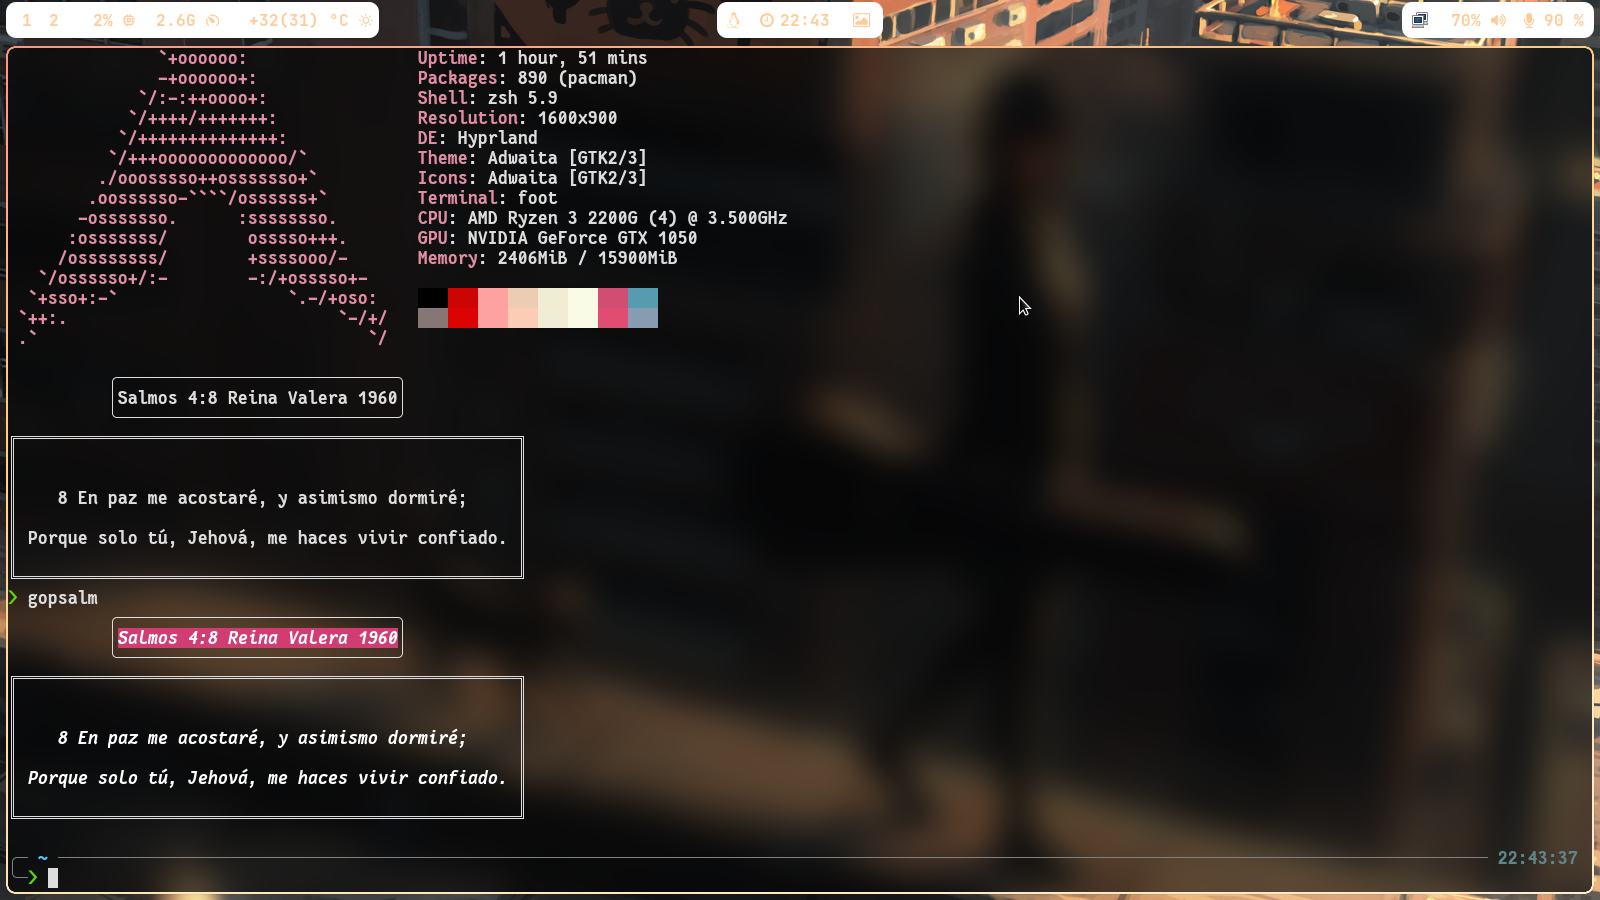 1 2 2% 2.6G +32(31) °C
22:43
70% 90 %
`+oooooo:
-+oooooo+:
`/:-:++oooo+:
`/++++/+++++++:
`/++++++++++++++:
`/+++ooooooooooooo/`
./ooosssso++osssssso+`
.oossssso-````/ossssss+`
-osssssso. :ssssssso.
:osssssss/ osssso+++.
/ossssssss/ +ssssooo/-
`/ossssso+/:- -:/+osssso+-
`+sso+:-` `.-/+oso:
`++:. `-/+/
.` `/
Uptime: 1 hour, 51 mins
Packages: 890 (pacman)
Shell: zsh 5.9
Resolution: 1600x900
DE: Hyprland
Theme: Adwaita [GTK2/3]
Icons: Adwaita [GTK2/3]
Terminal: foot
CPU: AMD Ryzen 3 2200G (4) @ 3.500GHz
GPU: NVIDIA GeForce GTX 1050
Memory: 2406MiB / 15900MiB
Salmos 4:8 Reina Valera 1960
8 En paz me acostaré, y asimismo dormiré;
Porque solo tú, Jehová, me haces vivir confiado.
❯ gopsalm
Salmos 4:8 Reina Valera 1960
8 En paz me acostaré, y asimismo dormiré;
Porque solo tú, Jehová, me haces vivir confiado.
~ 22:43:37
❯